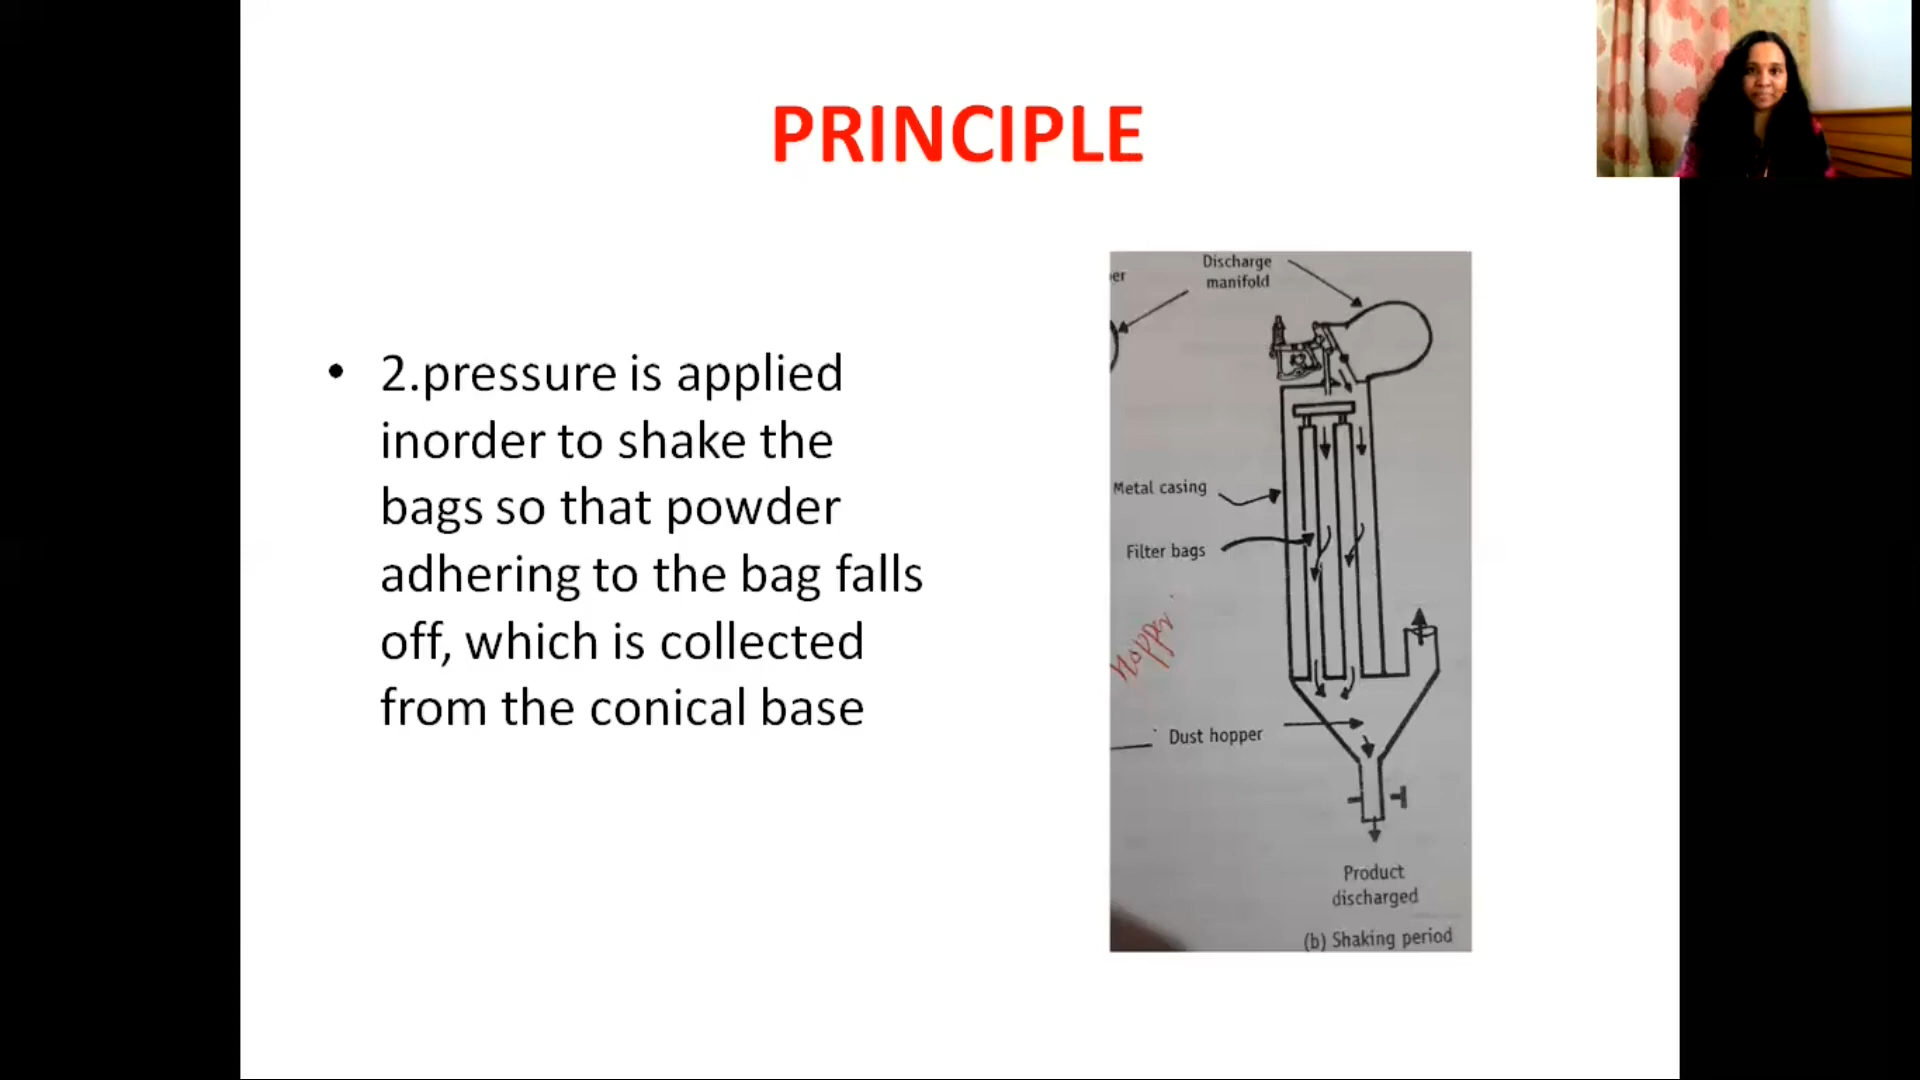 PRINCIPLE
• 2.pressure is applied
inorder to shake the
bags so that powder
adhering to the bag falls
off, which is collected
from the conical base
Discharge
manifold
er
Metal casing
Filter bags
Hopper
Dust hopper
Product
discharged
(b) Shaking period